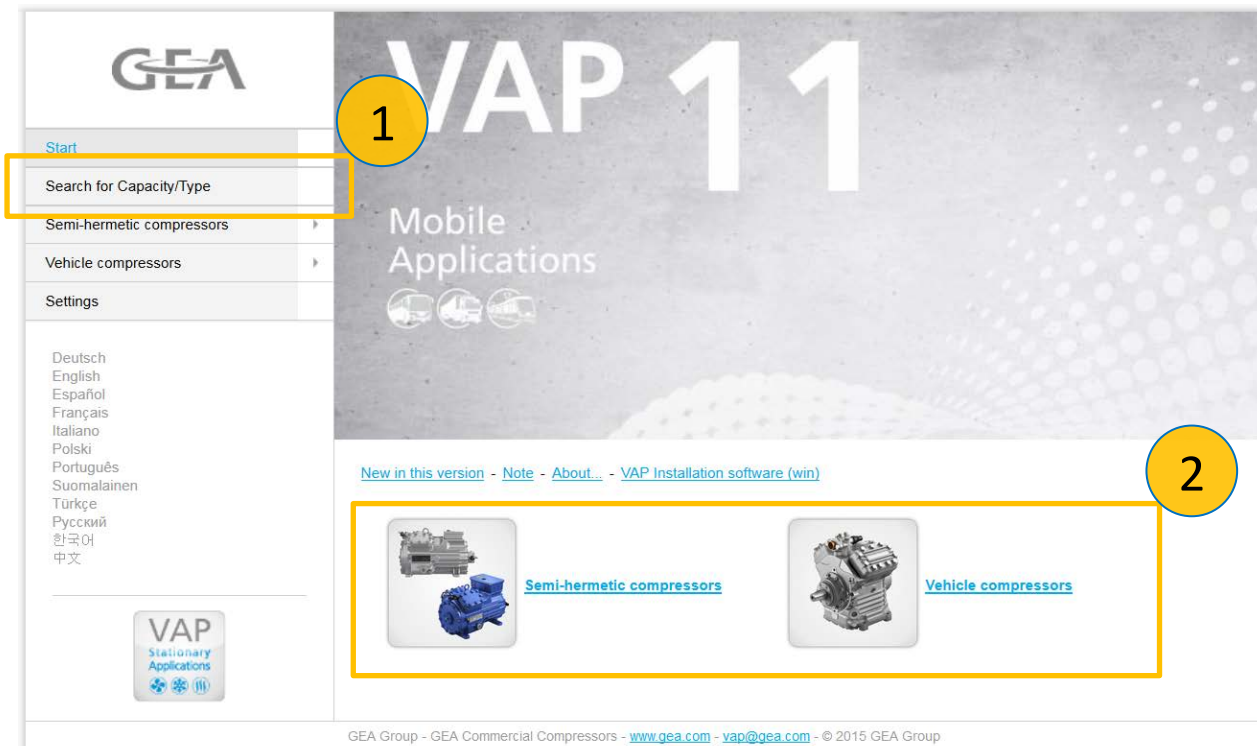 GEA
Start
Search for Capacity/Type
Semi-hermetic compressors
Vehicle compressors
Settings
Deutsch
English
Español
Français
Italiano
Polski
Português
Suomalainen
Türkçe
Русский
한국어
中文
VAP
Stationary
Applications
1
VAP 11
Mobile
Applications
New in this version - Note - About... - VAP Installation software (win)
2
Semi-hermetic compressors
Vehicle compressors
GEA Group - GEA Commercial Compressors - www.gea.com - vap@gea.com - © 2015 GEA Group